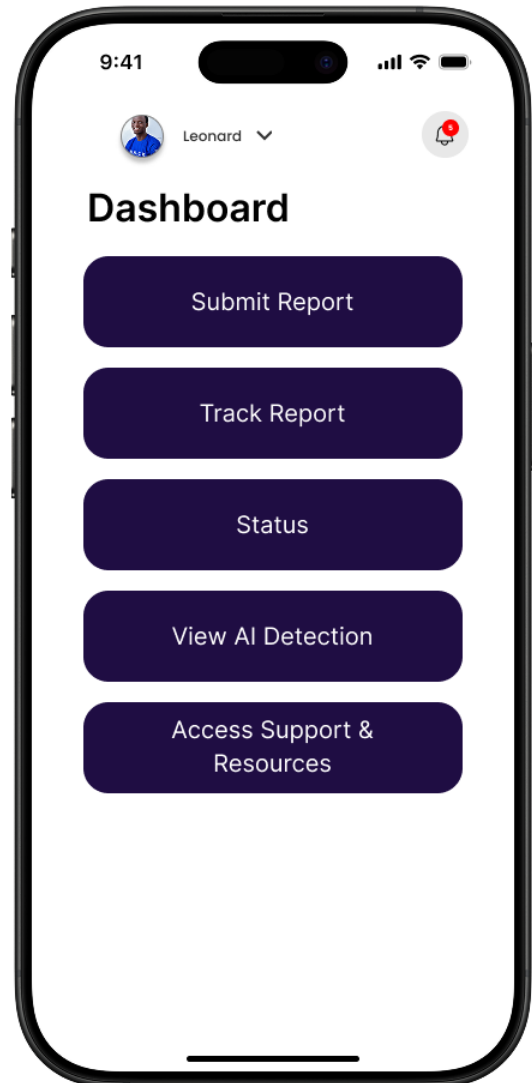 9:41
Leonard
5
Dashboard
Submit Report
Track Report
Status
View AI Detection
Access Support &
Resources